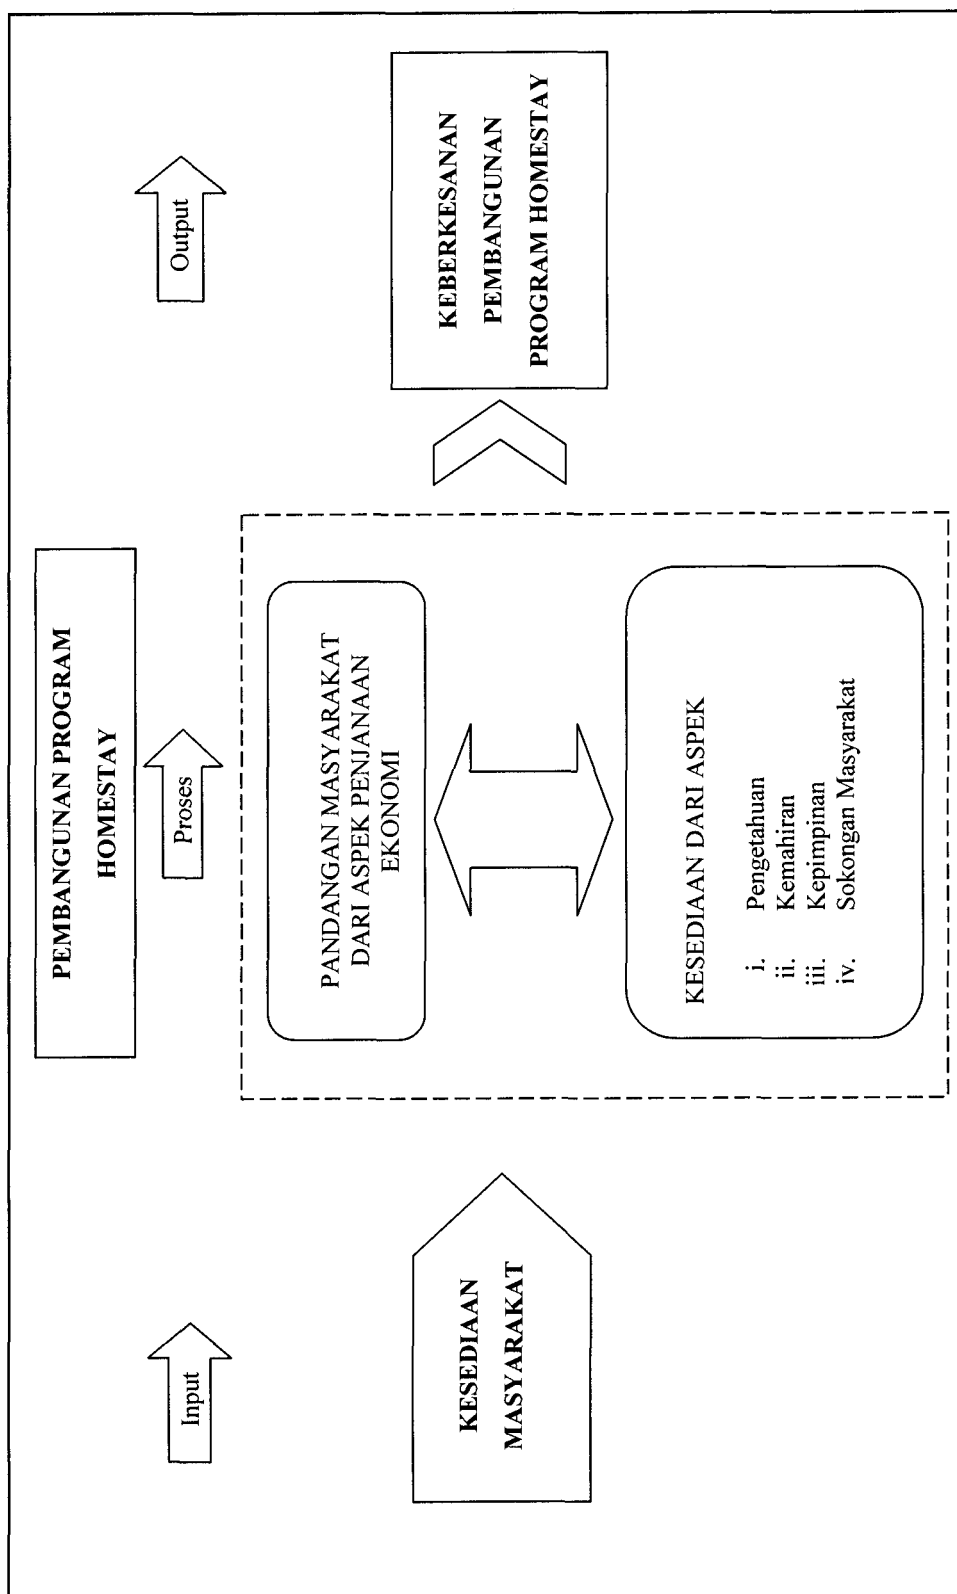 PEMBANGUNAN PROGRAM
HOMESTAY
Input
Proses
Output
KESEDIAAN
MASYARAKAT
PANDANGAN MASYARAKAT
DARI ASPEK PENJANAAN
EKONOMI
KESEDIAAN DARI ASPEK
i. Pengetahuan
ii. Kemahiran
iii. Kepimpinan
iv. Sokongan Masyarakat
KEBERKESANAN
PEMBANGUNAN
PROGRAM HOMESTAY